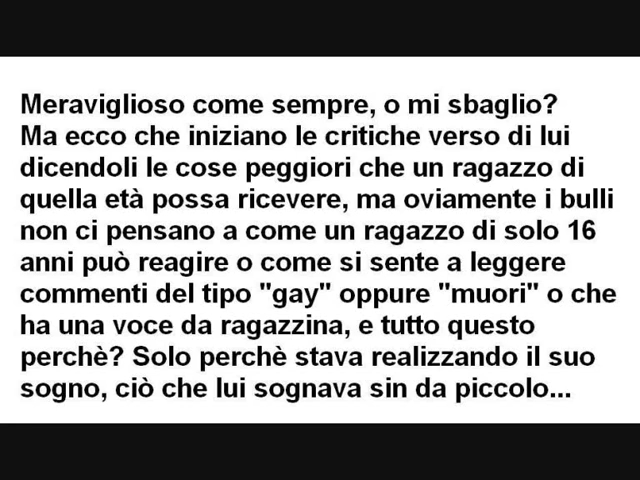 Meraviglioso come sempre, o mi sbaglio?
Ma ecco che iniziano le critiche verso di lui
dicendoli le cose peggiori che un ragazzo di
quella età possa ricevere, ma oviamente i bulli
non ci pensano a come un ragazzo di solo 16
anni può reagire o come si sente a leggere
commenti del tipo "gay" oppure "muori" o che
ha una voce da ragazzina, e tutto questo
perchè? Solo perchè stava realizzando il suo
sogno, ciò che lui sognava sin da piccolo...